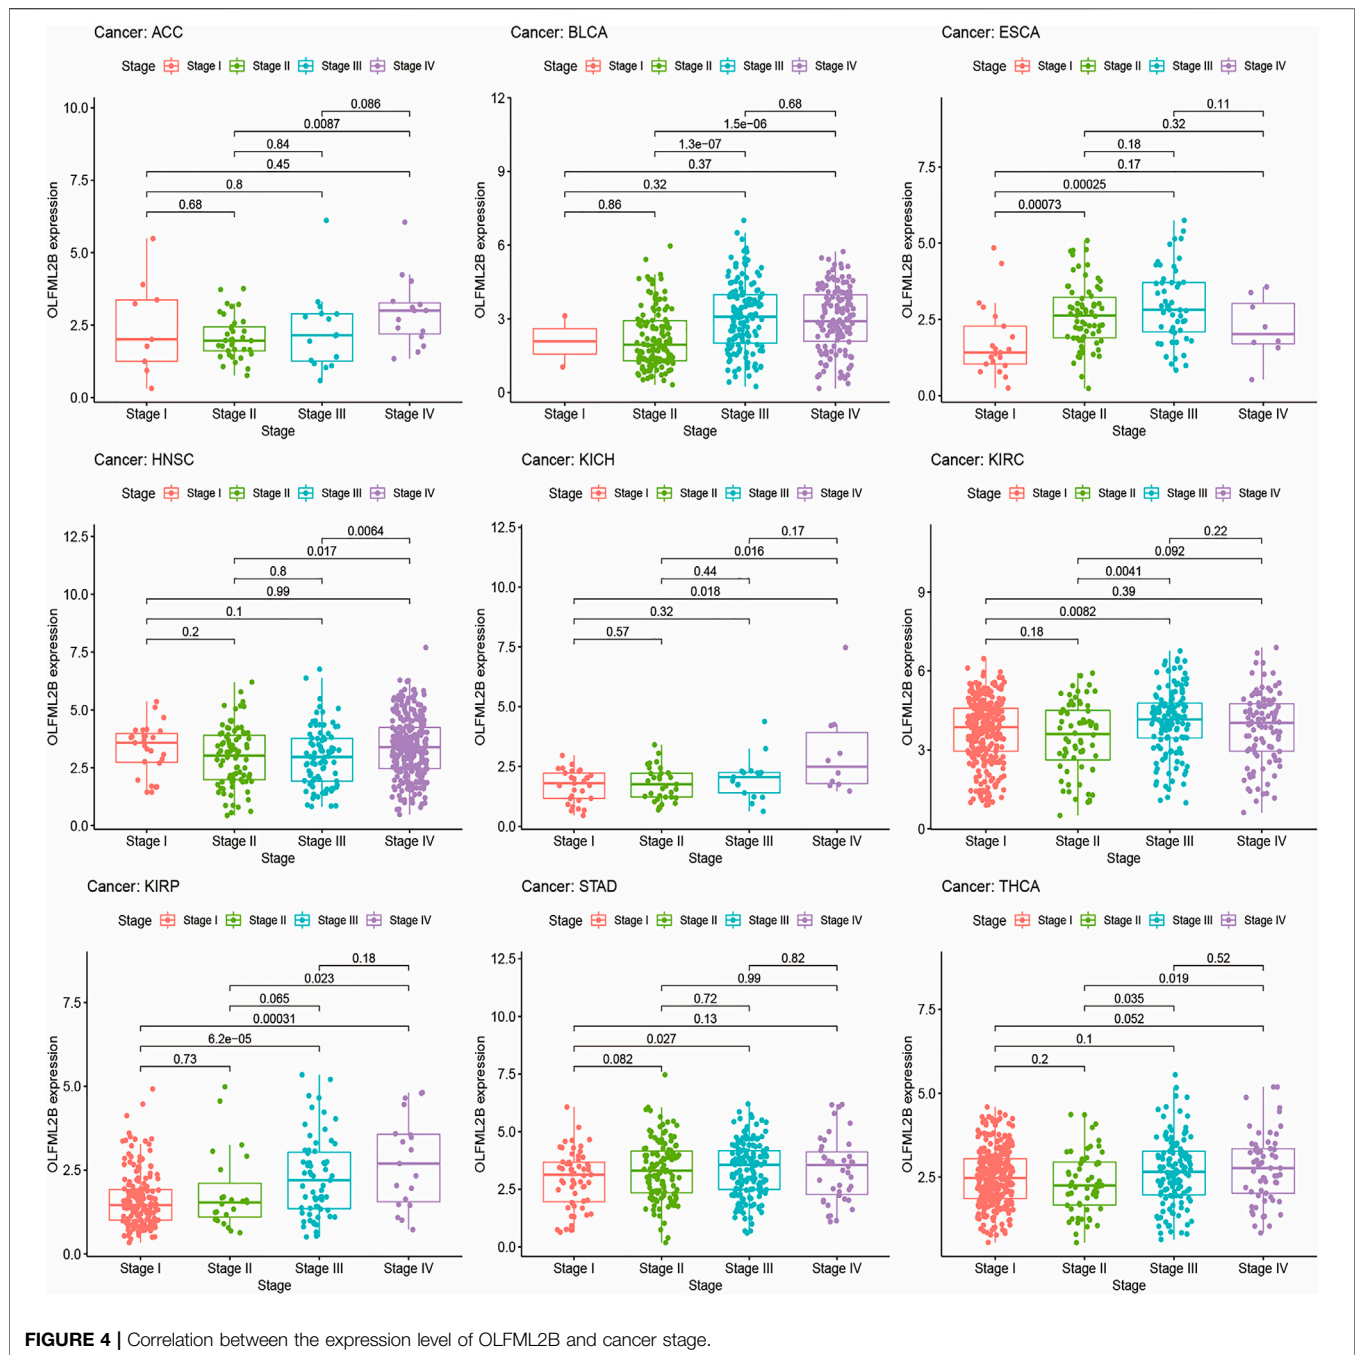 Cancer: ACC
Stage Stage I Stage II Stage III Stage IV
OLFML2B expression
10.0
7.5
5.0
2.5
0.0
0.086
0.0087
0.84
0.45
0.8
0.68
Stage I Stage II Stage III Stage IV
Stage
Cancer: BLCA
Stage Stage I Stage II Stage III Stage IV
OLFML2B expression
12
9
6
3
0
0.68
1.5e−06
1.3e−07
0.37
0.32
0.86
Stage I Stage II Stage III Stage IV
Stage
Cancer: ESCA
Stage Stage I Stage II Stage III Stage IV
OLFML2B expression
7.5
5.0
2.5
0.0
0.11
0.32
0.18
0.17
0.00025
0.00073
Stage I Stage II Stage III Stage IV
Stage
Cancer: HNSC
Stage Stage I Stage II Stage III Stage IV
OLFML2B expression
12.5
10.0
7.5
5.0
2.5
0.0
0.0064
0.017
0.8
0.99
0.1
0.2
Stage I Stage II Stage III Stage IV
Stage
Cancer: KICH
Stage Stage I Stage II Stage III Stage IV
OLFML2B expression
12.5
10.0
7.5
5.0
2.5
0.0
0.17
0.016
0.44
0.018
0.32
0.57
Stage I Stage II Stage III Stage IV
Stage
Cancer: KIRC
Stage Stage I Stage II Stage III Stage IV
OLFML2B expression
9
6
3
0
0.22
0.092
0.0041
0.39
0.0082
0.18
Stage I Stage II Stage III Stage IV
Stage
Cancer: KIRP
Stage Stage I Stage II Stage III Stage IV
OLFML2B expression
7.5
5.0
2.5
0.0
0.18
0.023
0.065
0.00031
6.2e−05
0.73
Stage I Stage II Stage III Stage IV
Stage
Cancer: STAD
Stage Stage I Stage II Stage III Stage IV
OLFML2B expression
12.5
10.0
7.5
5.0
2.5
0.0
0.82
0.99
0.72
0.13
0.027
0.082
Stage I Stage II Stage III Stage IV
Stage
Cancer: THCA
Stage Stage I Stage II Stage III Stage IV
OLFML2B expression
7.5
5.0
2.5
0.52
0.019
0.035
0.052
0.1
0.2
Stage I Stage II Stage III Stage IV
Stage
FIGURE 4 | Correlation between the expression level of OLFML2B and cancer stage.